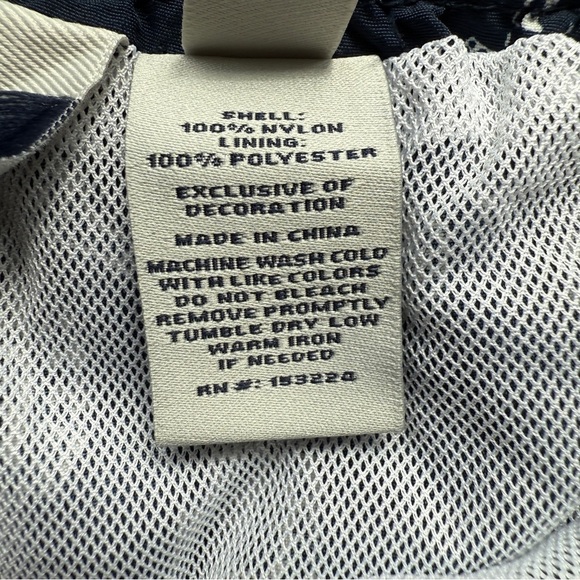 SHELL:
100% NYLON
LINING:
100% POLYESTER
EXCLUSIVE OF
DECORATION
MADE IN CHINA
MACHINE WASH COLD
WITH LIKE COLORS
DO NOT BLEACH
REMOVE PROMPTLY
TUMBLE DRY LOW
WARM IRON
IF NEEDED
RN #: 153224